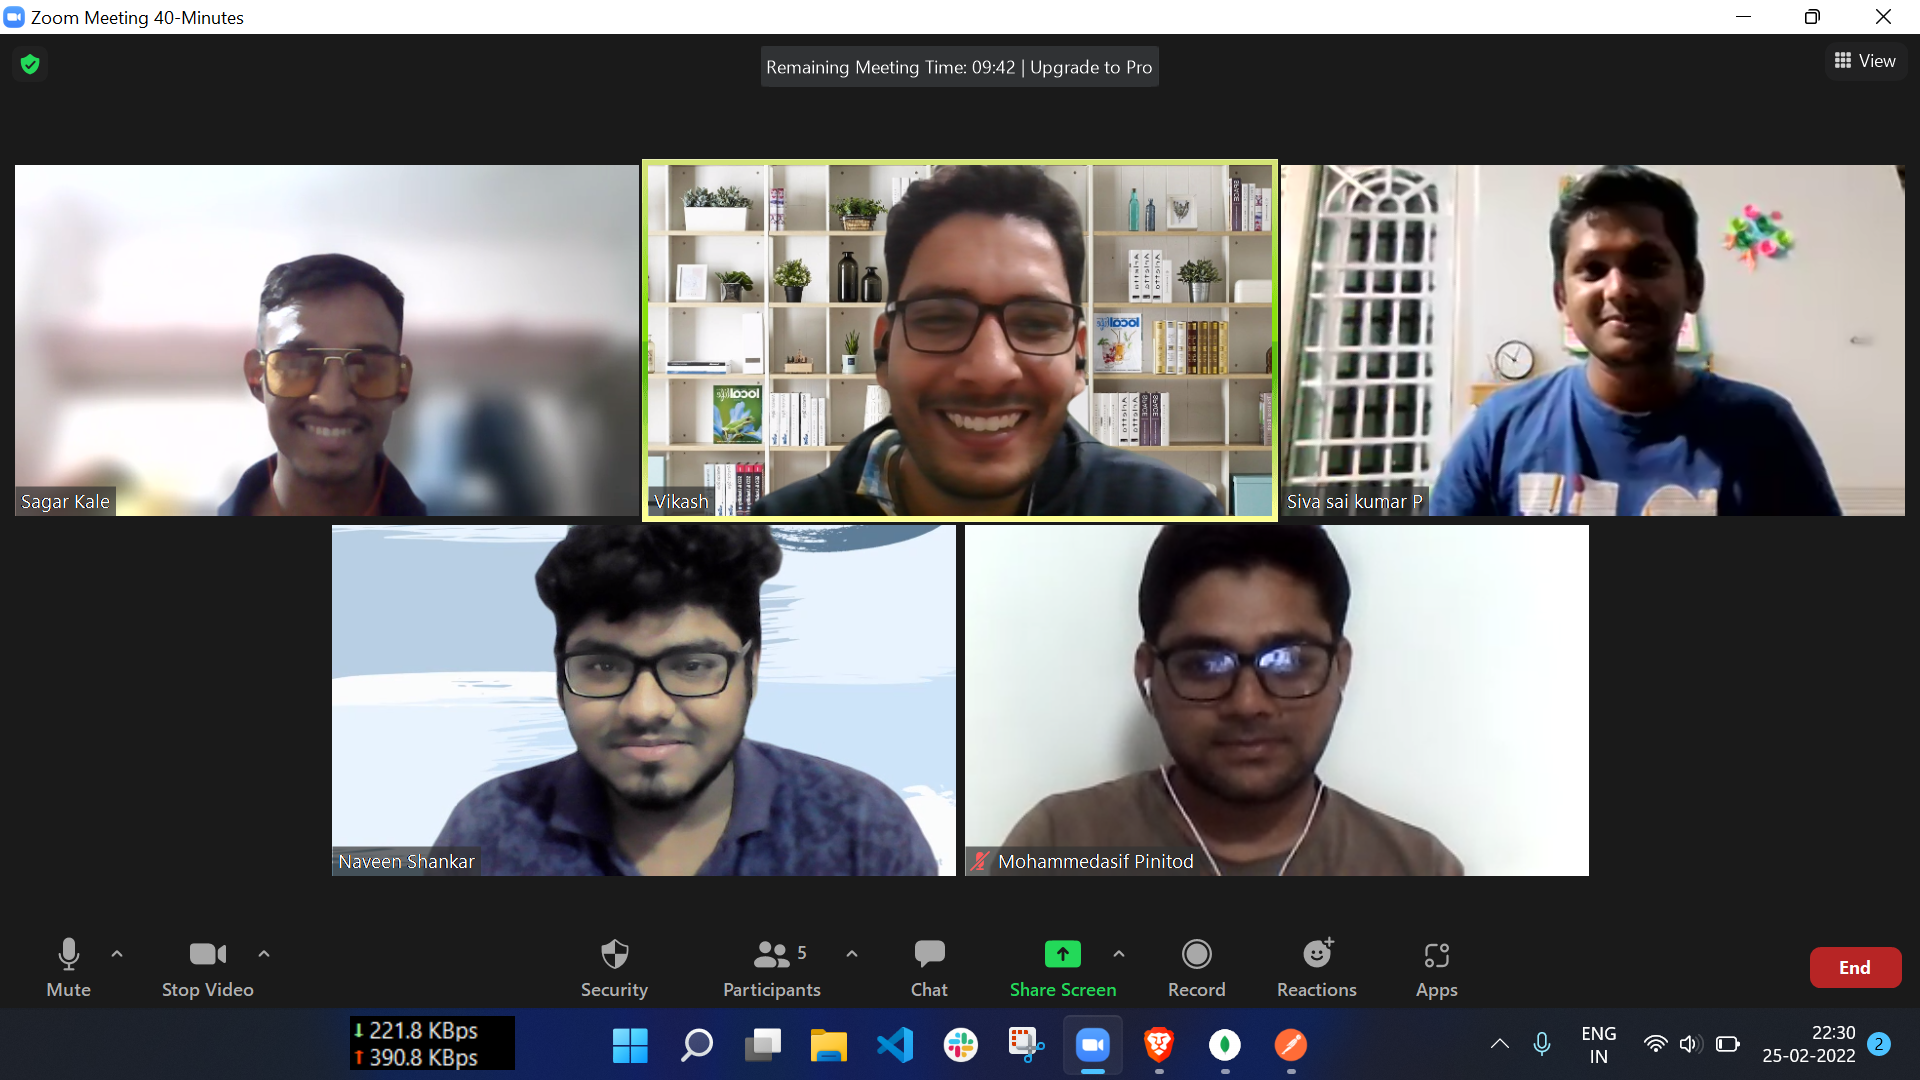 Zoom Meeting 40-Minutes
Remaining Meeting Time: 09:42 | Upgrade to Pro
View
Sagar Kale
Vikash
Siva sai kumar P
Naveen Shankar
Mohammedasif Pinitod
5
Mute
Stop Video
Security
Participants
Chat
Share Screen
Record
Reactions
Apps
End
221.8 KBps
390.8 KBps
ENG
IN
22:30
25-02-2022
2